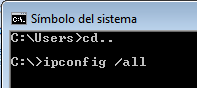 Símbolo del sistema
C:\Users>cd..
C:\>ipconfig /all